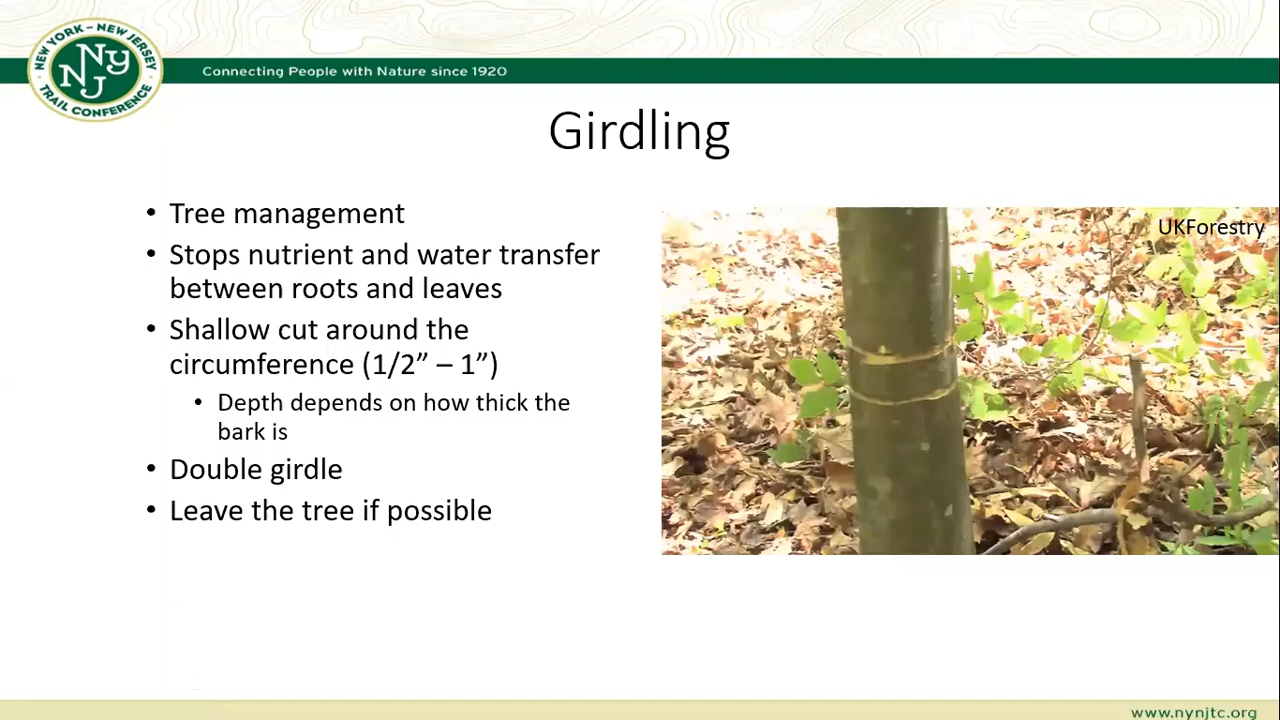 NEW YORK - NEW JERSEY
NY
NJ
TRAIL CONFERENCE
Connecting People with Nature since 1920
Girdling
• Tree management
• Stops nutrient and water transfer
between roots and leaves
• Shallow cut around the
circumference (1/2” – 1”)
• Depth depends on how thick the
bark is
• Double girdle
• Leave the tree if possible
UKForestry
www.nynjtc.org